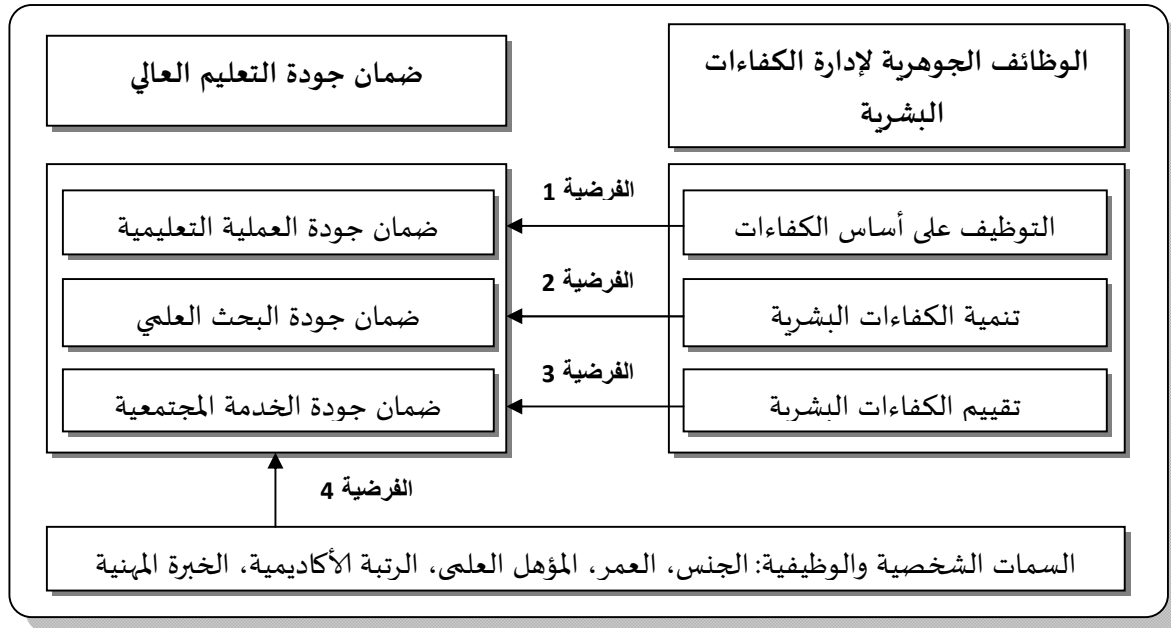 الوظائف الجوهرية لإدارة الكفاءات
البشرية
ضمان جودة التعليم العالي
التوظيف على أساس الكفاءات
الفرضية 1
ضمان جودة العملية التعليمية
تنمية الكفاءات البشرية
الفرضية 2
ضمان جودة البحث العلمي
تقييم الكفاءات البشرية
الفرضية 3
ضمان جودة الخدمة المجتمعية
الفرضية 4
السمات الشخصية والوظيفية: الجنس، العمر، المؤهل العلمي، الرتبة الأكاديمية، الخبرة المهنية